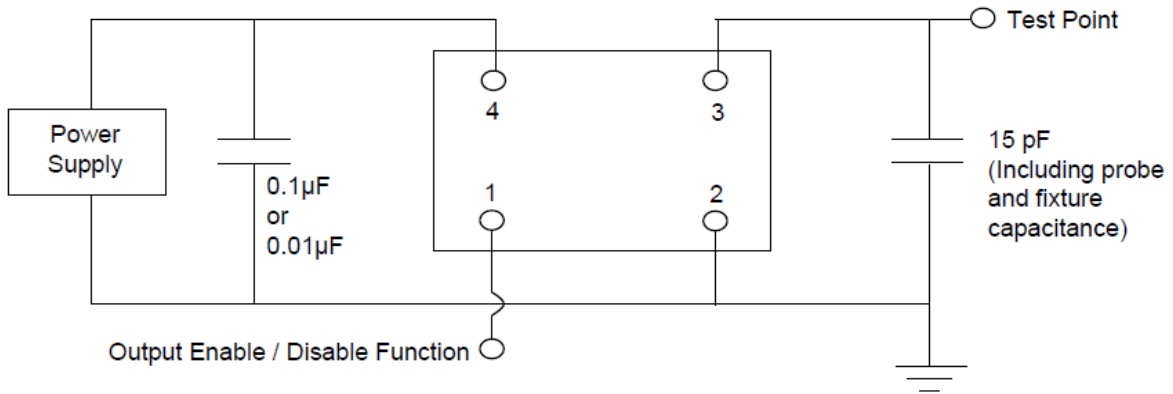 Test Point
4
3
Power
Supply
15 pF
(Including probe
and fixture
capacitance)
0.1µF
or
0.01µF
1
2
Output Enable / Disable Function